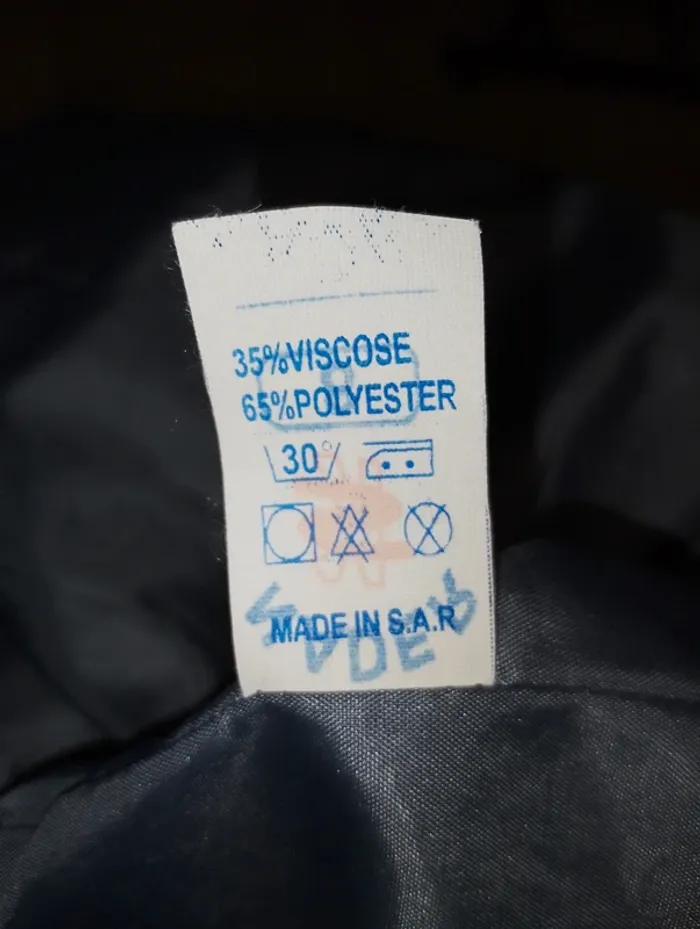 35%VISCOSE
65%POLYESTER
30°
MADE IN S.A.R